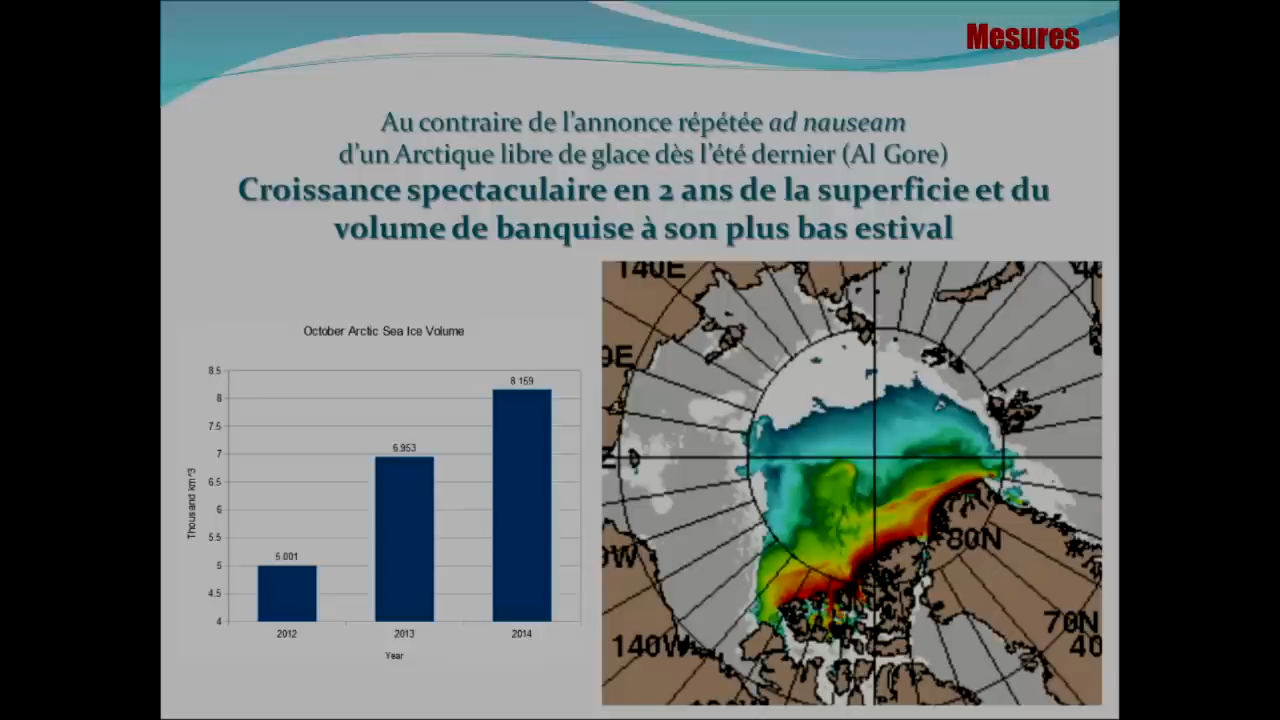 Mesures
Au contraire de l'annonce répétée ad nauseam
d'un Arctique libre de glace dès l'été dernier (Al Gore)
Croissance spectaculaire en 2 ans de la superficie et du
volume de banquise à son plus bas estival
October Arctic Sea Ice Volume
8.5
8
7.5
7
6.5
6
5.5
5
4.5
4
Thousand km^3
5.001
6.953
8.159
2012
2013
2014
Year
140E
40
0E
E
80N
0W
70N
140W
40